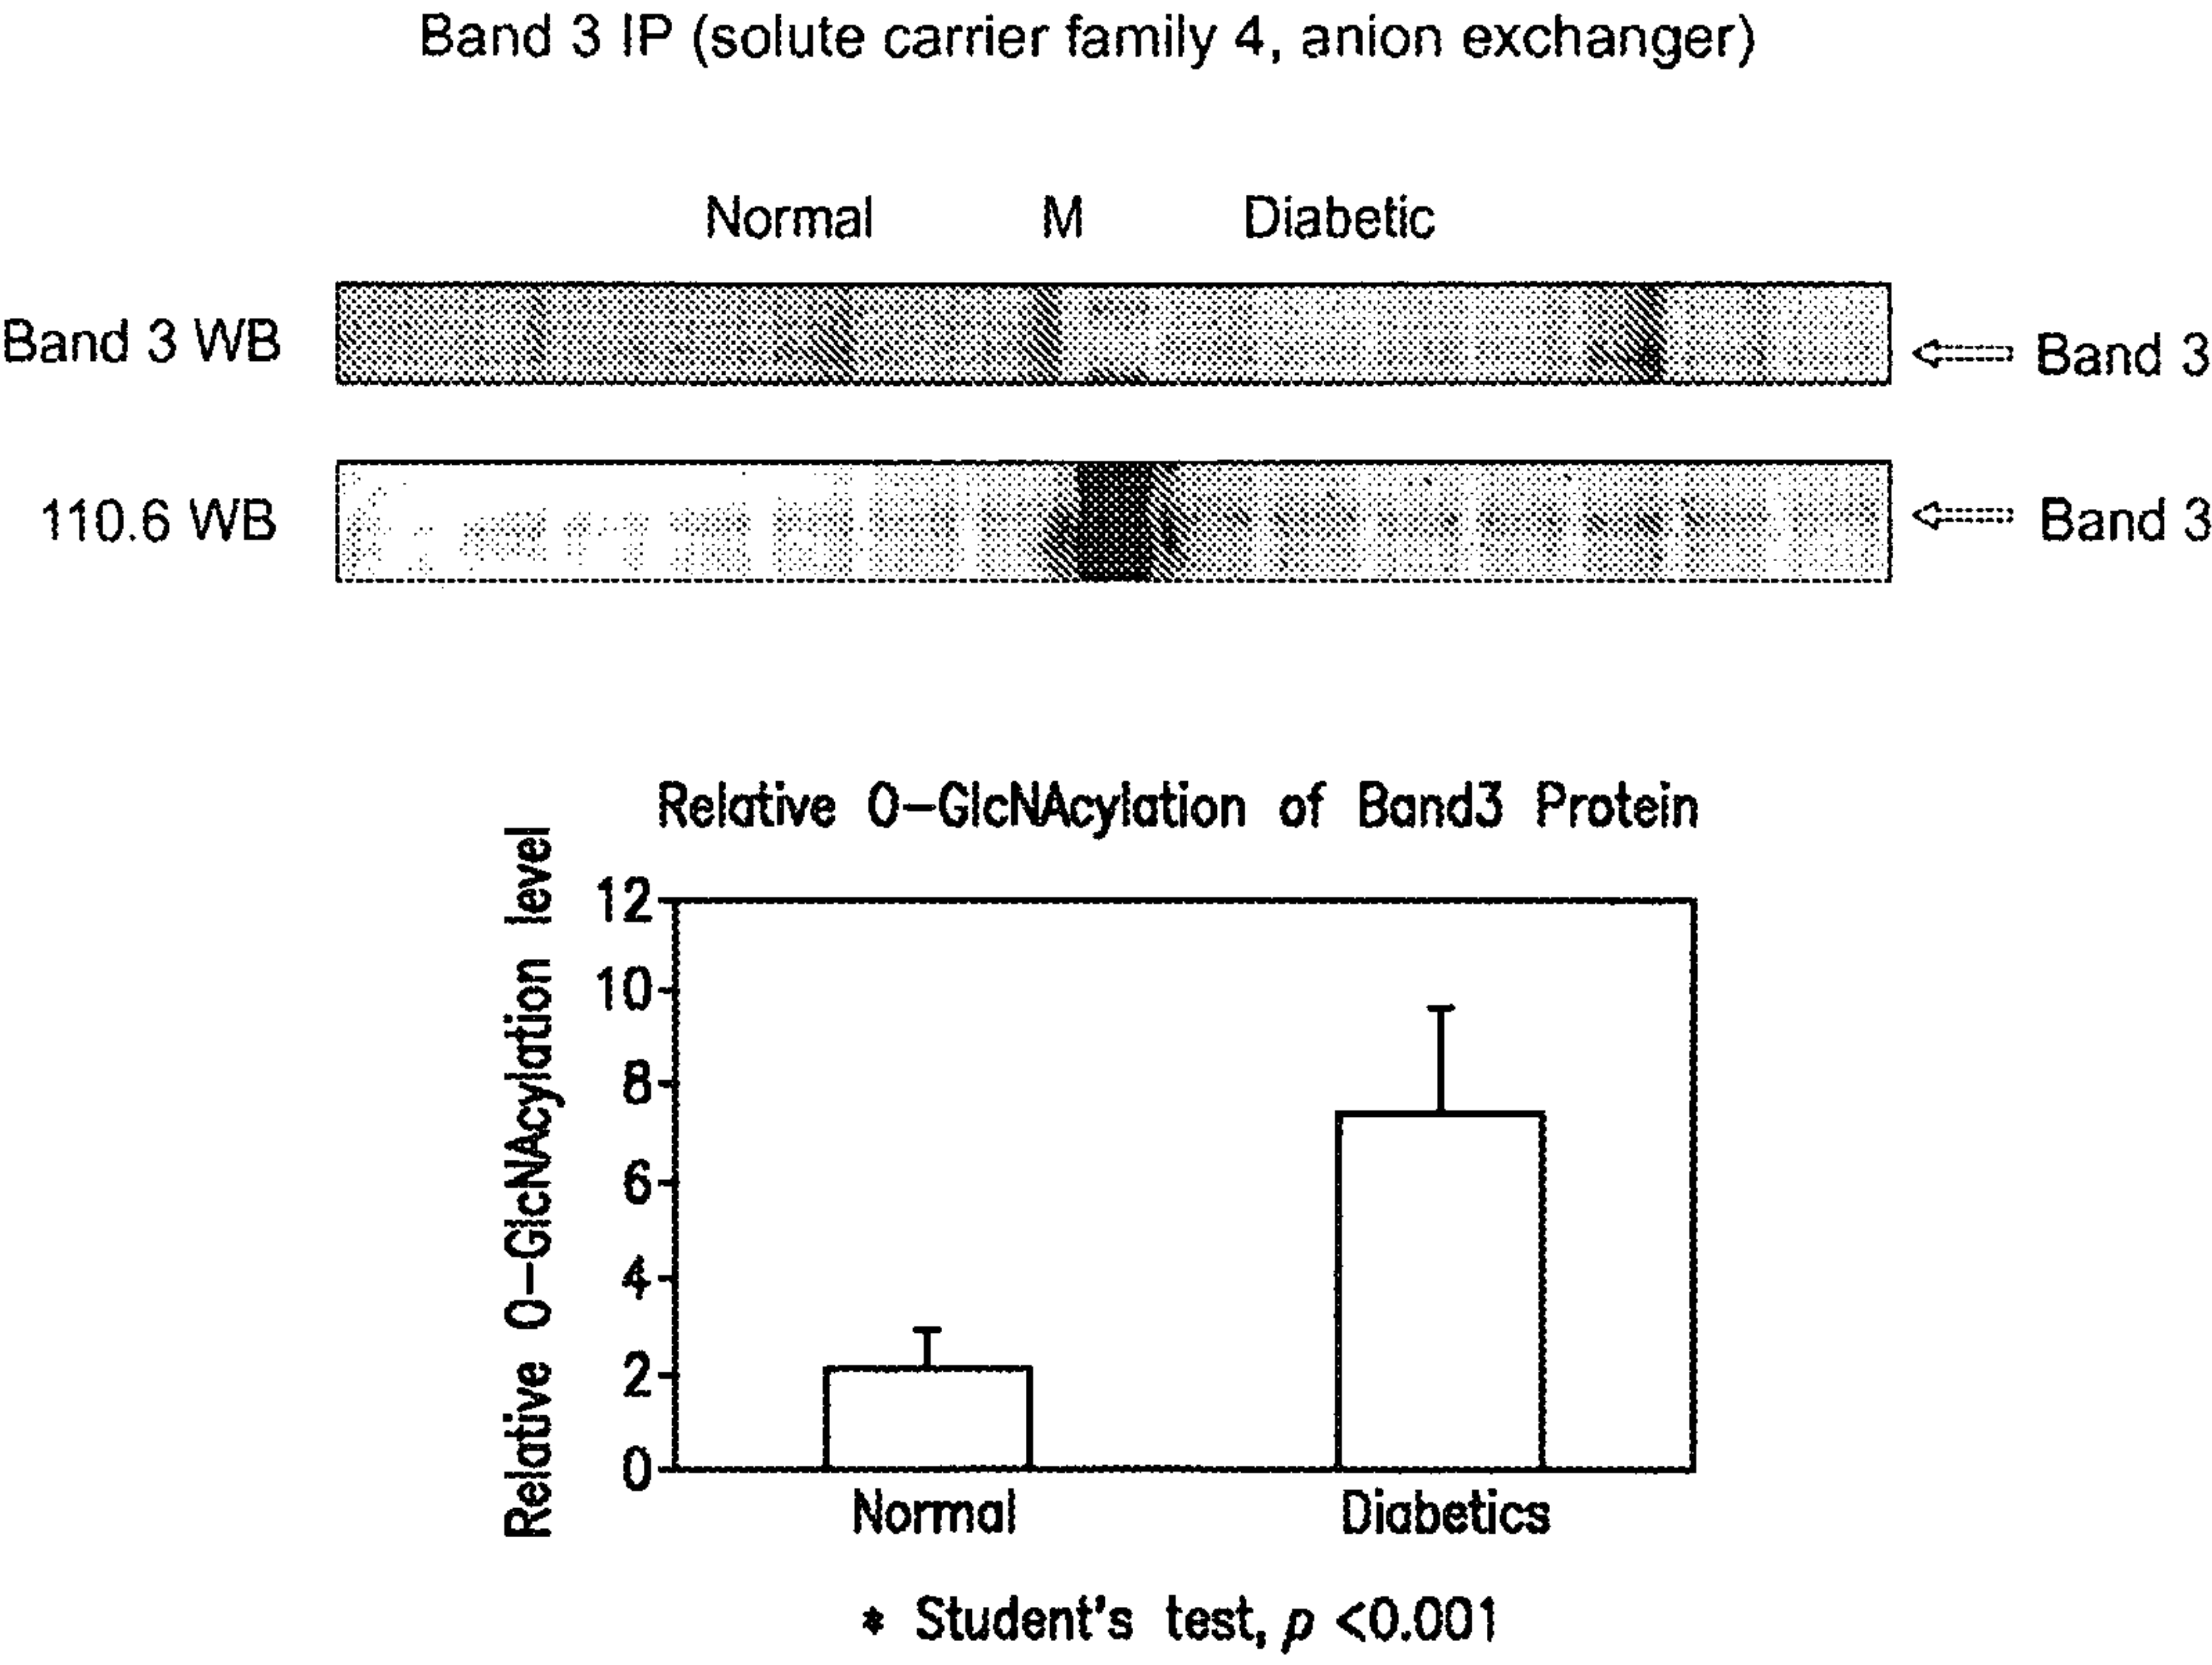 Band 3 IP (solute carrier family 4, anion exchanger)
Normal M Diabetic
Band 3 WB Band 3
110.6 WB Band 3
Relative O-GlcNAcylation of Band3 Protein
Relative O-GlcNAcylation level
12
10
8
6
4
2
0
Normal Diabetics
* Student's test, p <0.001